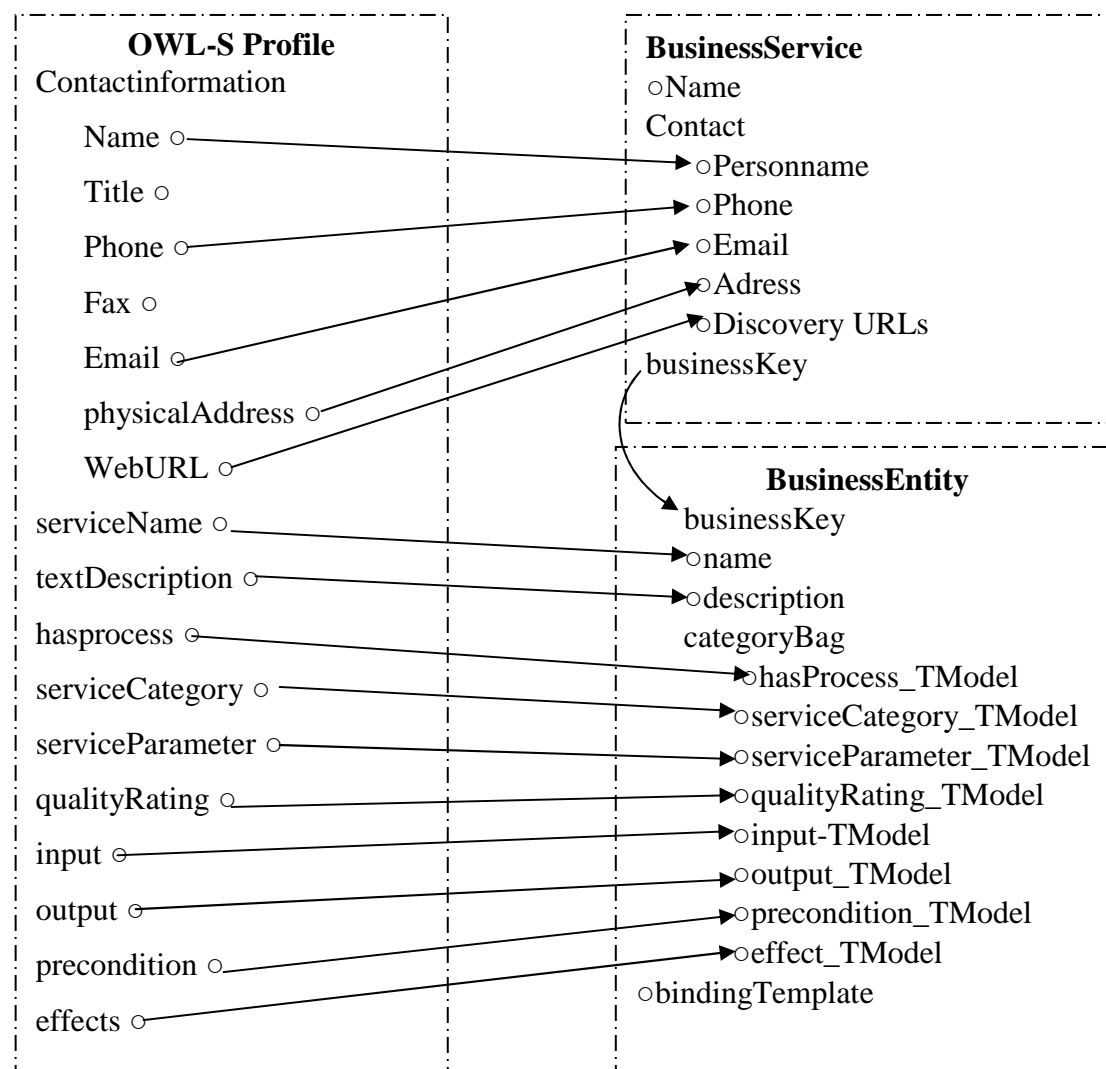 OWL-S Profile
Contactinformation
Name
Title
Phone
Fax
Email
physicalAddress
WebURL
serviceName
textDescription
hasprocess
serviceCategory
serviceParameter
qualityRating
input
output
precondition
effects
BusinessService
Name
Contact
Personname
Phone
Email
Adress
Discovery URLs
businessKey
BusinessEntity
businessKey
name
description
categoryBag
hasProcess_TModel
serviceCategory_TModel
serviceParameter_TModel
qualityRating_TModel
input-TModel
output_TModel
precondition_TModel
effect_TModel
bindingTemplate